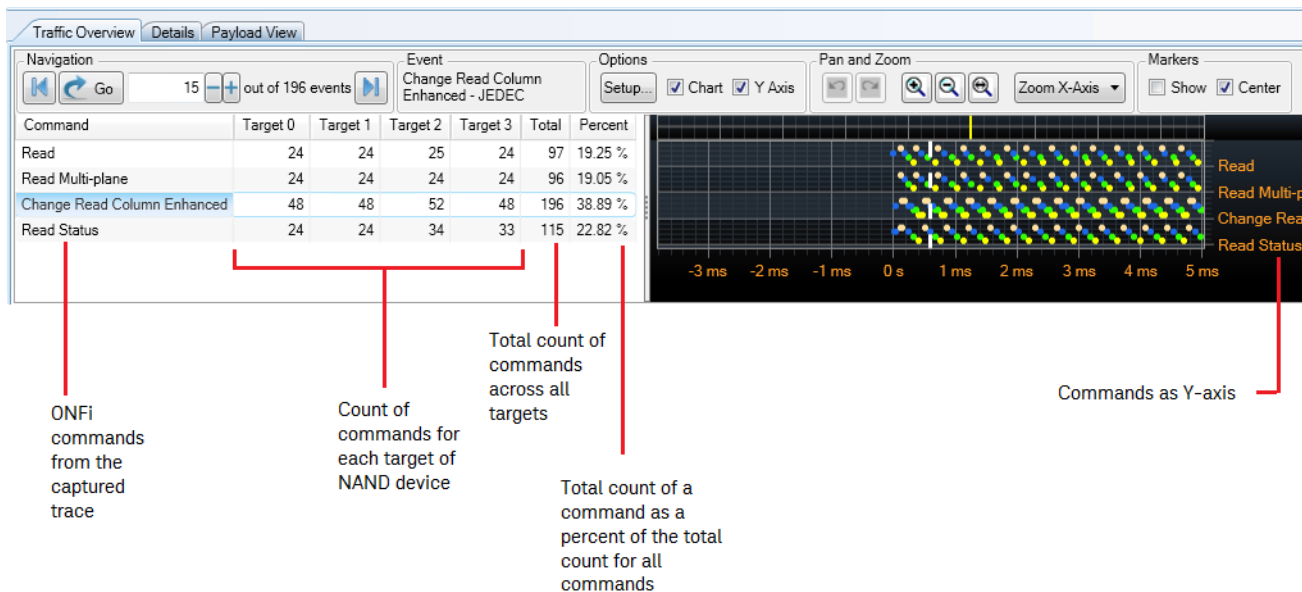 Traffic Overview Details Payload View
Navigation Event Options Pan and Zoom Markers
Go 15 out of 196 events
Change Read Column
Enhanced - JEDEC
Setup... Chart Y Axis Zoom X-Axis Show Center
Command Target 0 Target 1 Target 2 Target 3 Total Percent
Read 24 24 25 24 97 19.25 %
Read Multi-plane 24 24 24 24 96 19.05 %
Change Read Column Enhanced 48 48 52 48 196 38.89 %
Read Status 24 24 34 33 115 22.82 %
Read
Read Multi-p
Change Rea
Read Status
-3 ms -2 ms -1 ms 0 s 1 ms 2 ms 3 ms 4 ms 5 ms
ONFi
commands
from the
captured
trace
Count of
commands for
each target of
NAND device
Total count of
commands
across all
targets
Total count of a
command as a
percent of the total
count for all
commands
Commands as Y-axis